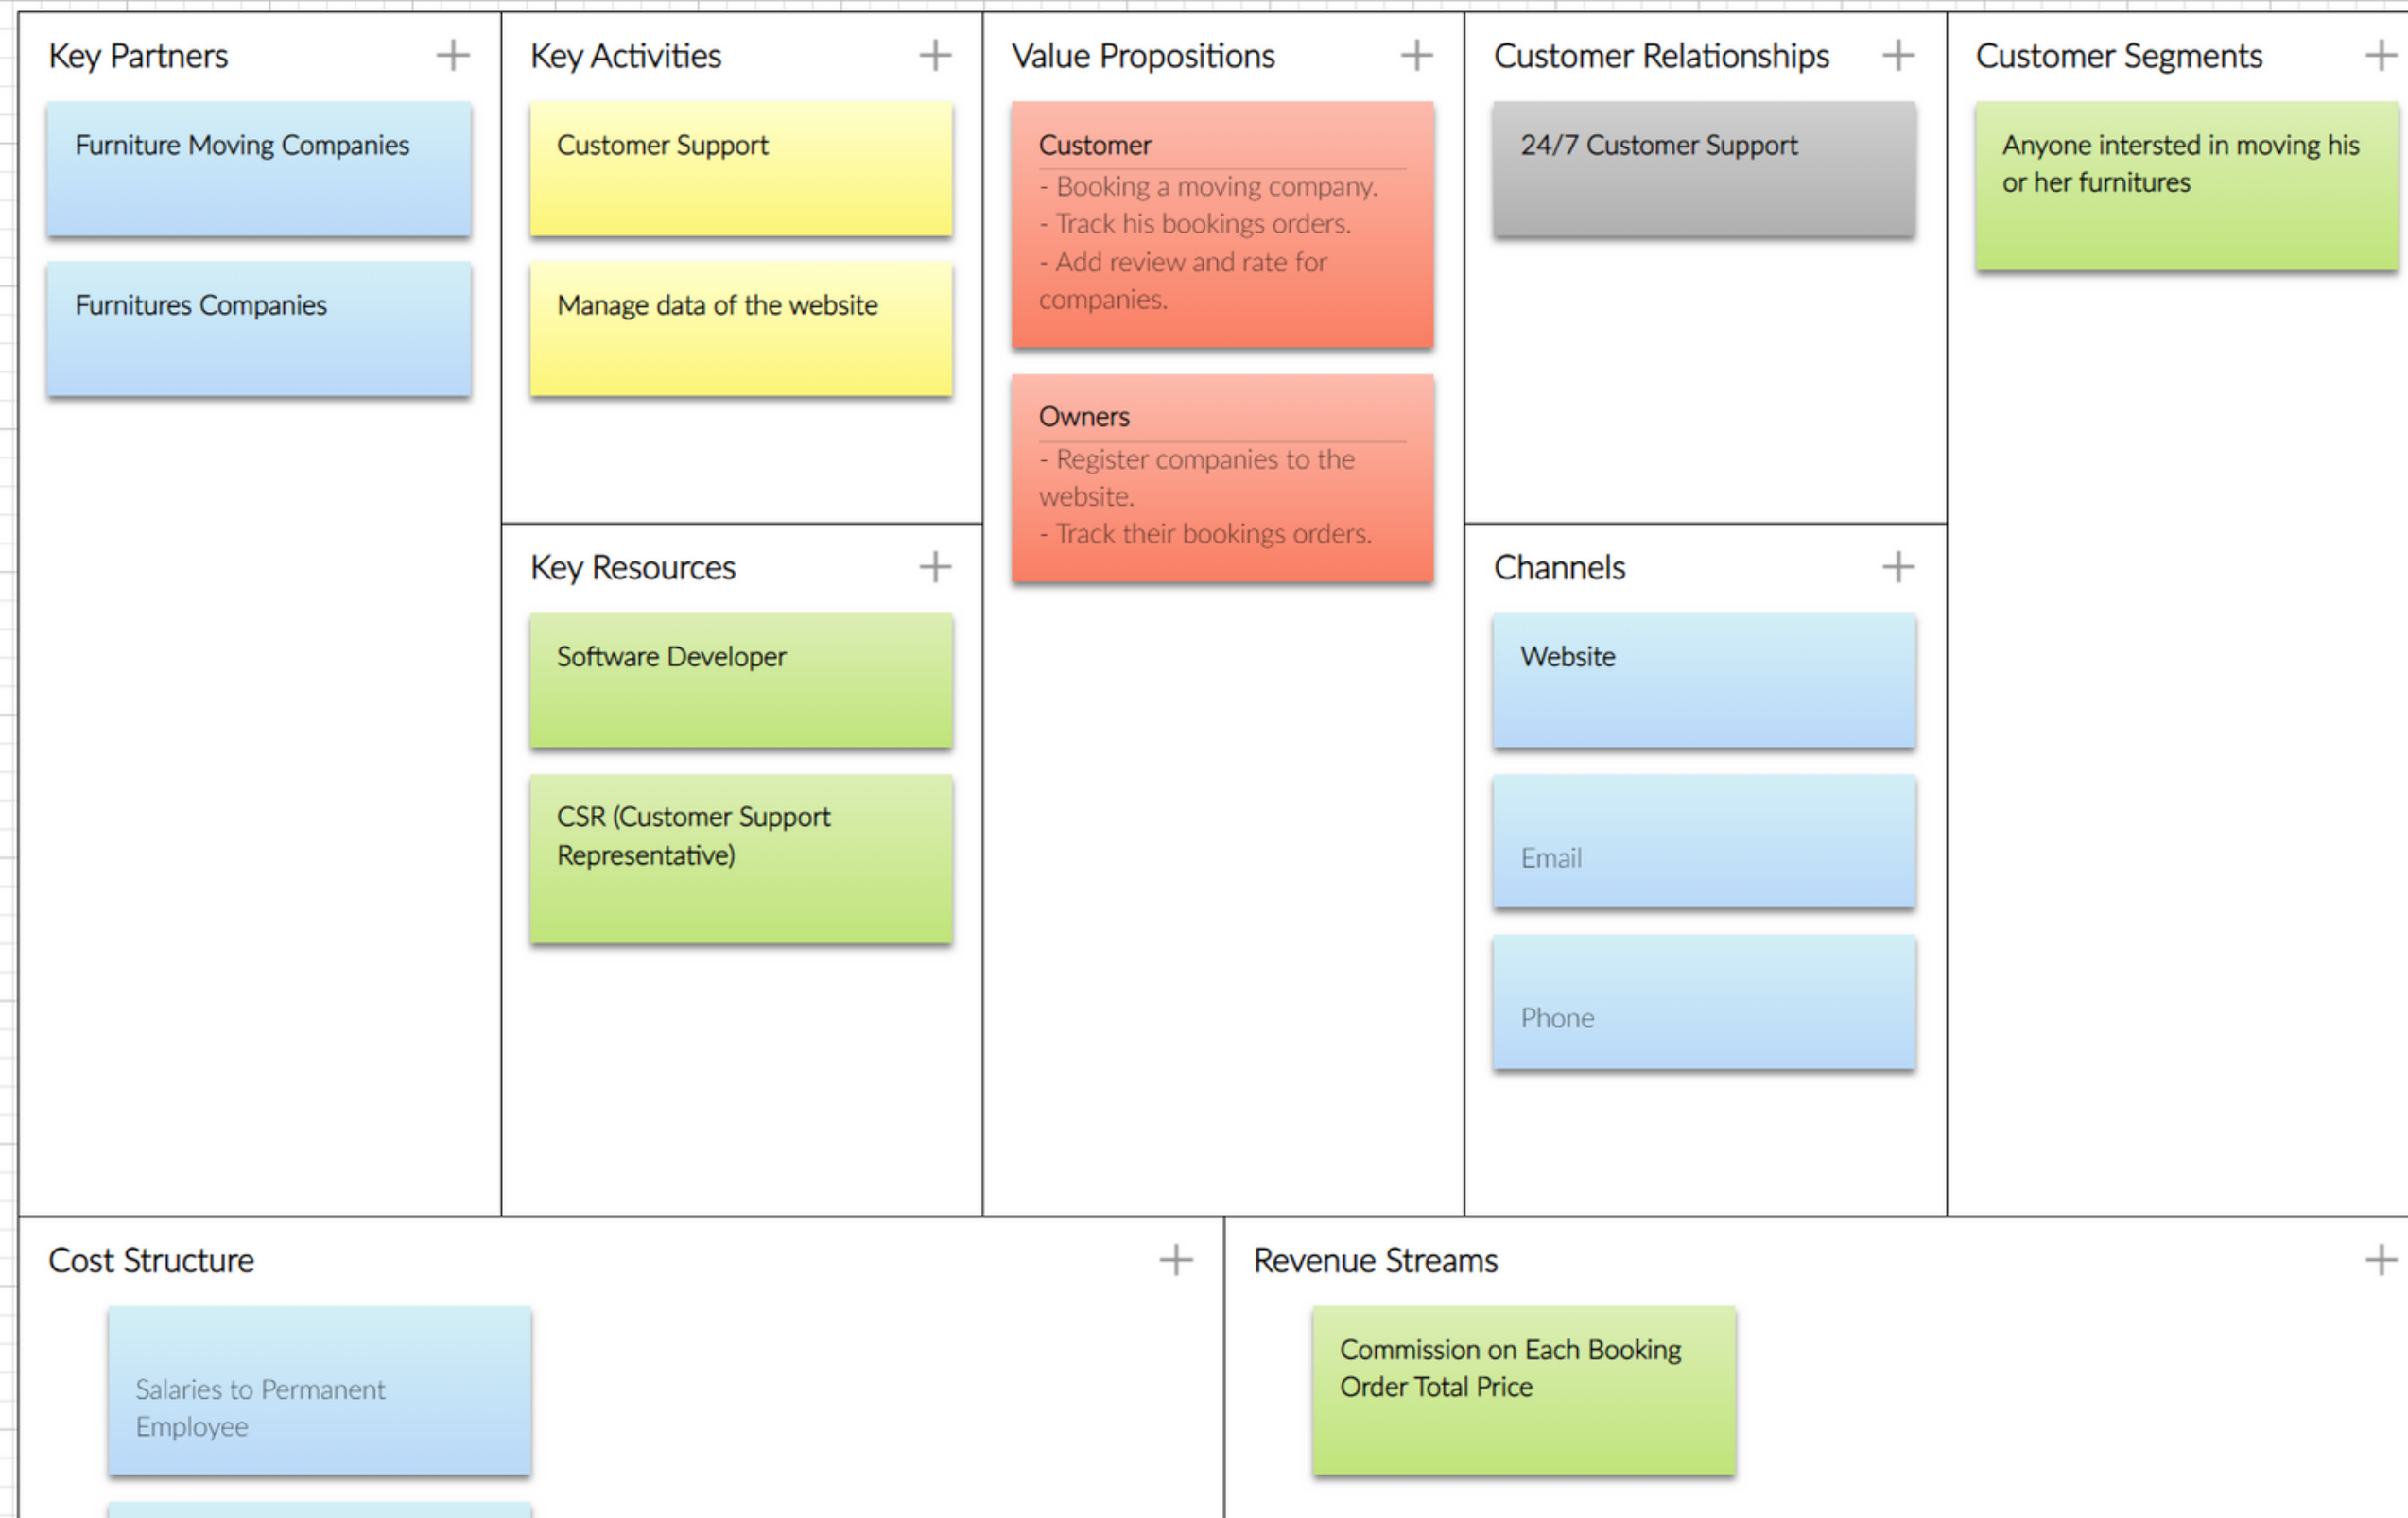 Key Partners
Furniture Moving Companies
Furnitures Companies
Key Activities
Customer Support
Manage data of the website
Key Resources
Software Developer
CSR (Customer Support
Representative)
Value Propositions
Customer
- Booking a moving company.
- Track his bookings orders.
- Add review and rate for
companies.
Owners
- Register companies to the
website.
- Track their bookings orders.
Customer Relationships
24/7 Customer Support
Channels
Website
Email
Phone
Customer Segments
Anyone intersted in moving his
or her furnitures
Cost Structure
Salaries to Permanent
Employee
Revenue Streams
Commission on Each Booking
Order Total Price